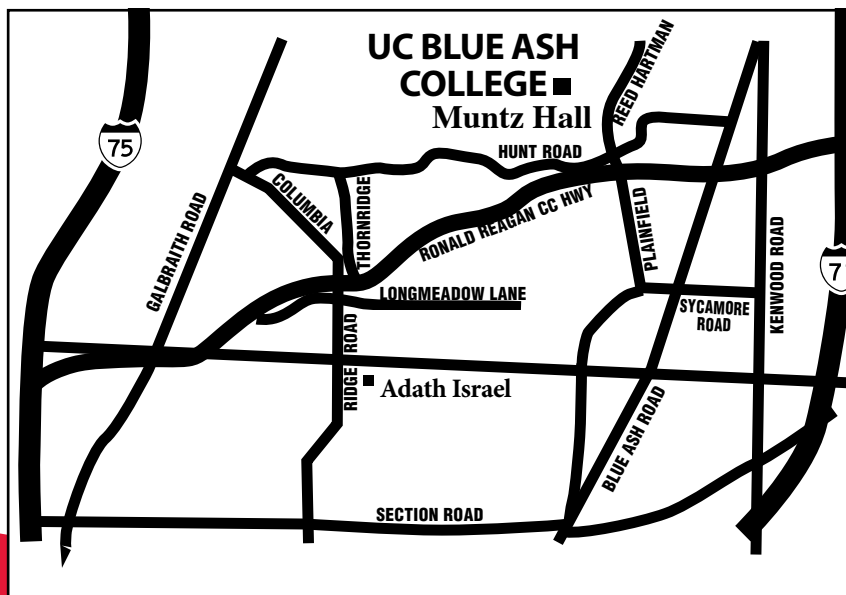 UC BLUE ASH
COLLEGE
Muntz Hall
REED HARTMAN
75
HUNT ROAD
COLUMBIA
THORNRIDGE
GALBRAITH ROAD
RONALD REAGAN CC HWY
PLAINFIELD
KENWOOD ROAD
7
LONGMEADOW LANE
SYCAMORE
ROAD
RIDGE ROAD
Adath Israel
BLUE ASH ROAD
SECTION ROAD